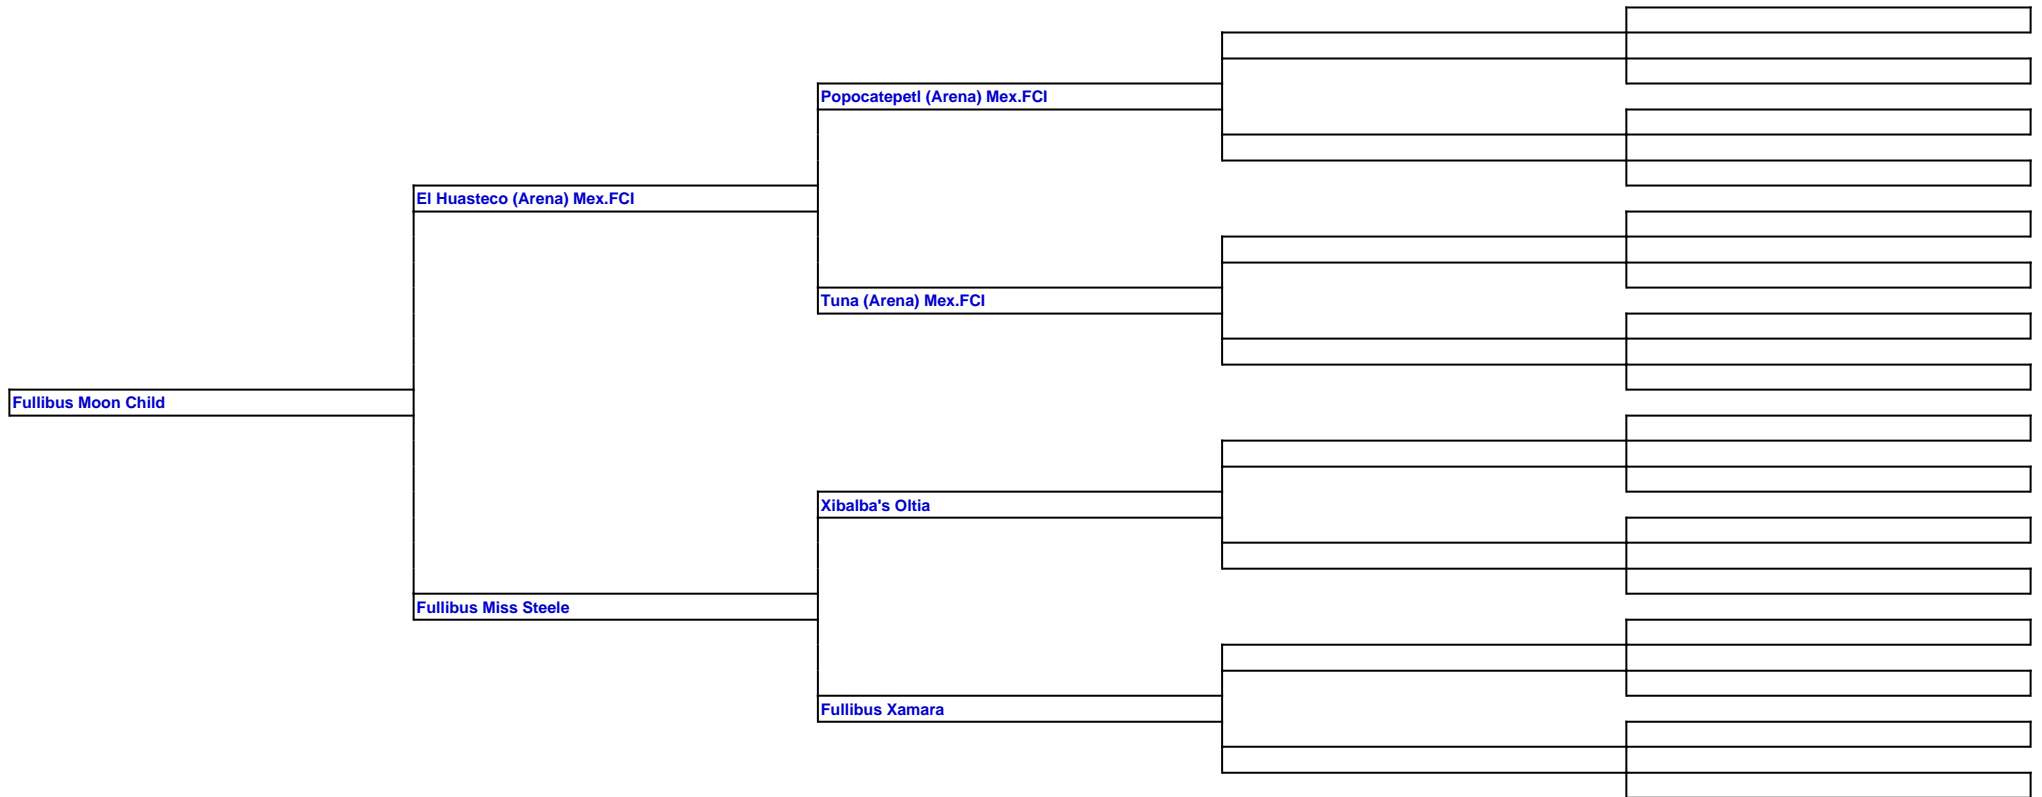 Popocatepetl (Arena) Mex.FCI
El Huasteco (Arena) Mex.FCI
Tuna (Arena) Mex.FCI
Fullibus Moon Child
Xibalba's Oltia
Fullibus Miss Steele
Fullibus Xamara